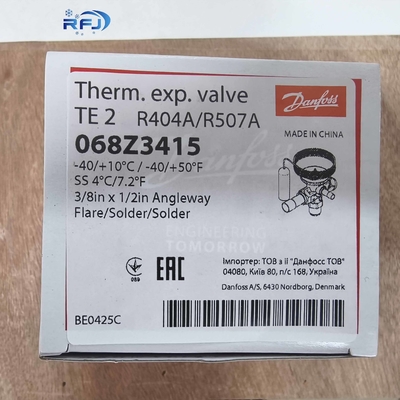 RFJ
Therm. exp. valve
TE 2 R404A/R507A
068Z3415
-40/+10°C / -40/+50°F
SS 4°C/7.2°F
3/8in x 1/2in Angleway
Flare/Solder/Solder
Danfoss
MADE IN CHINA
Danfoss
ENGINEERING
TOMORROW
EAC
Імпортер: ТОВ з іі "Данфосс ТОВ"
04080, Київ 80, п/с 168, Україна
Danfoss A/S, 6430 Nordborg, Denmark
BE0425C